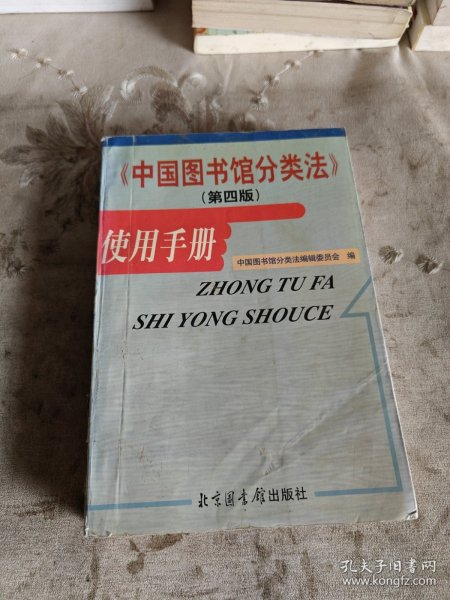 《中国图书馆分类法》
（第四版）
使用手册
中国图书馆分类法编辑委员会 编
ZHONG TU FA
SHI YONG SHOUCE
北京图书馆出版社
孔夫子旧书网
www.kongfz.com